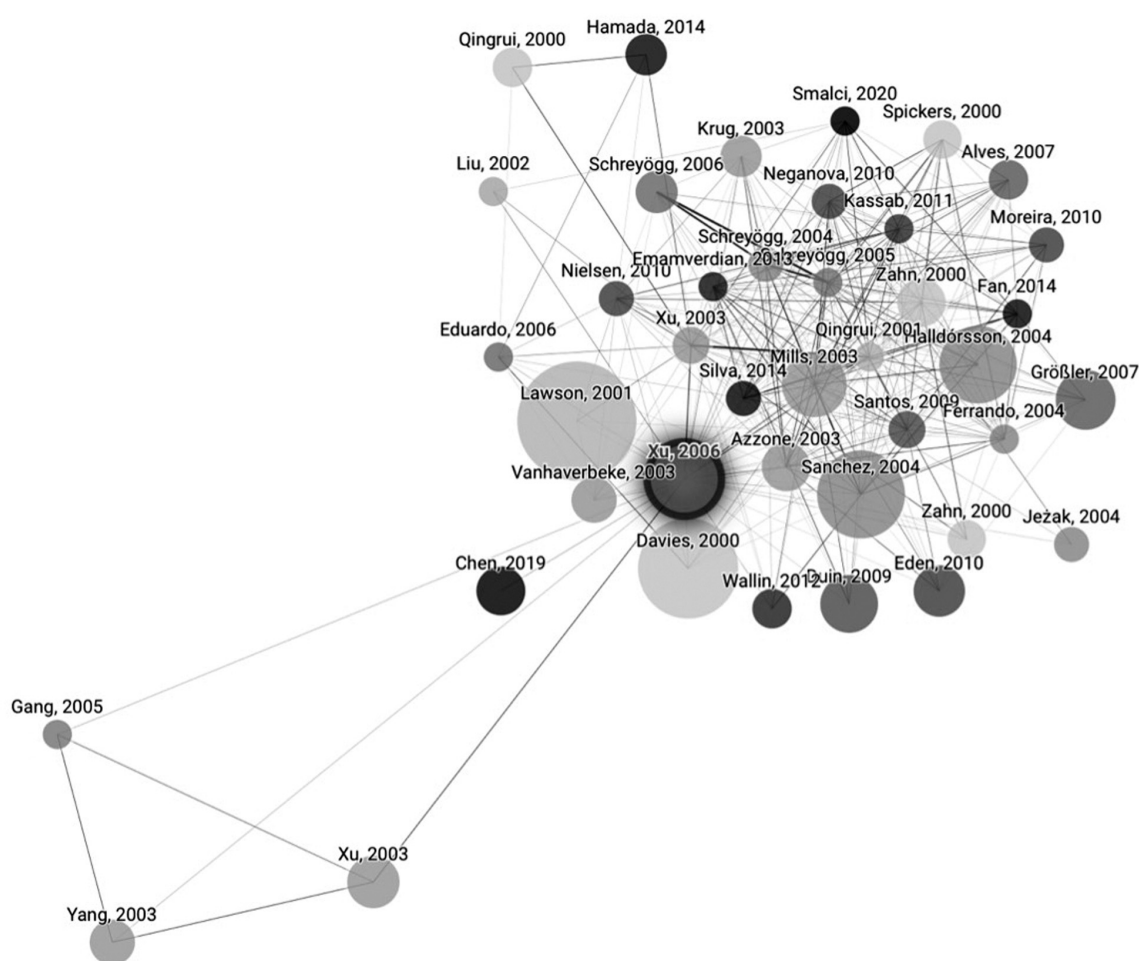 Hamada, 2014
Qingrui, 2000
Smalci, 2020
Spickers, 2000
Krug, 2003
Alves, 2007
Liu, 2002
Schreyögg, 2006
Neganova, 2010
Kassab, 2011
Moreira, 2010
Schreyögg, 2004
Emamverdian, 2013
Schreyögg, 2005
Nielsen, 2010
Zahn, 2000
Fan, 2014
Xu, 2003
Eduardo, 2006
Qingrui, 2001
Halldórsson, 2004
Mills, 2003
Silva, 2014
Größler, 2007
Lawson, 2001
Santos, 2009
Ferrando, 2004
Azzone, 2003
Xu, 2006
Vanhaverbeke, 2003
Sanchez, 2004
Zahn, 2000
Jeżak, 2004
Davies, 2000
Chen, 2019
Wallin, 2012
Duin, 2009
Eden, 2010
Gang, 2005
Xu, 2003
Yang, 2003